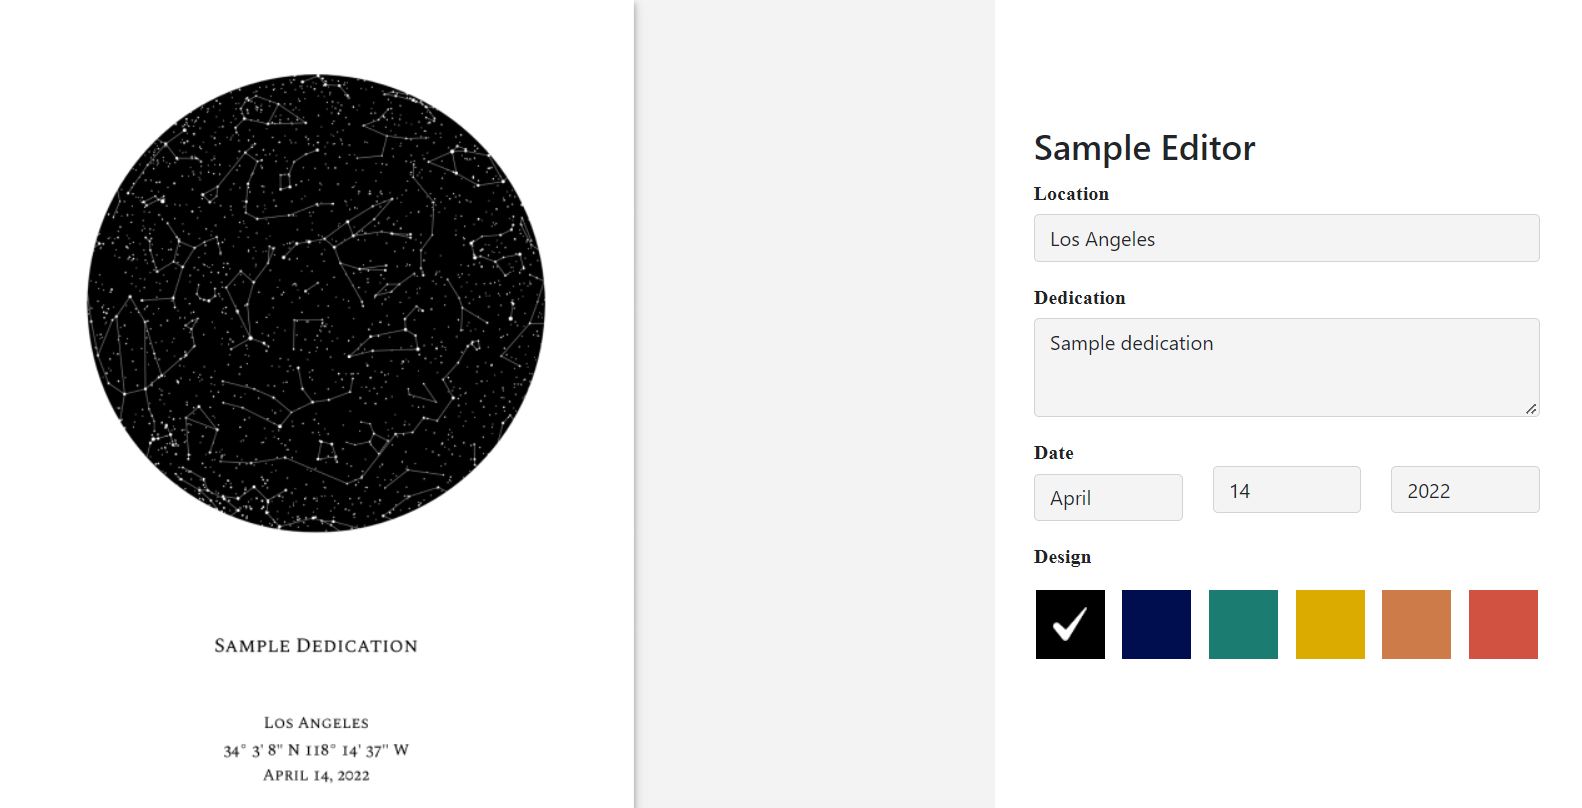 Sample Dedication
Los Angeles
34° 3' 8" N 118° 14' 37" W
April 14, 2022
Sample Editor
Location
Los Angeles
Dedication
Sample dedication
Date
April 14 2022
Design